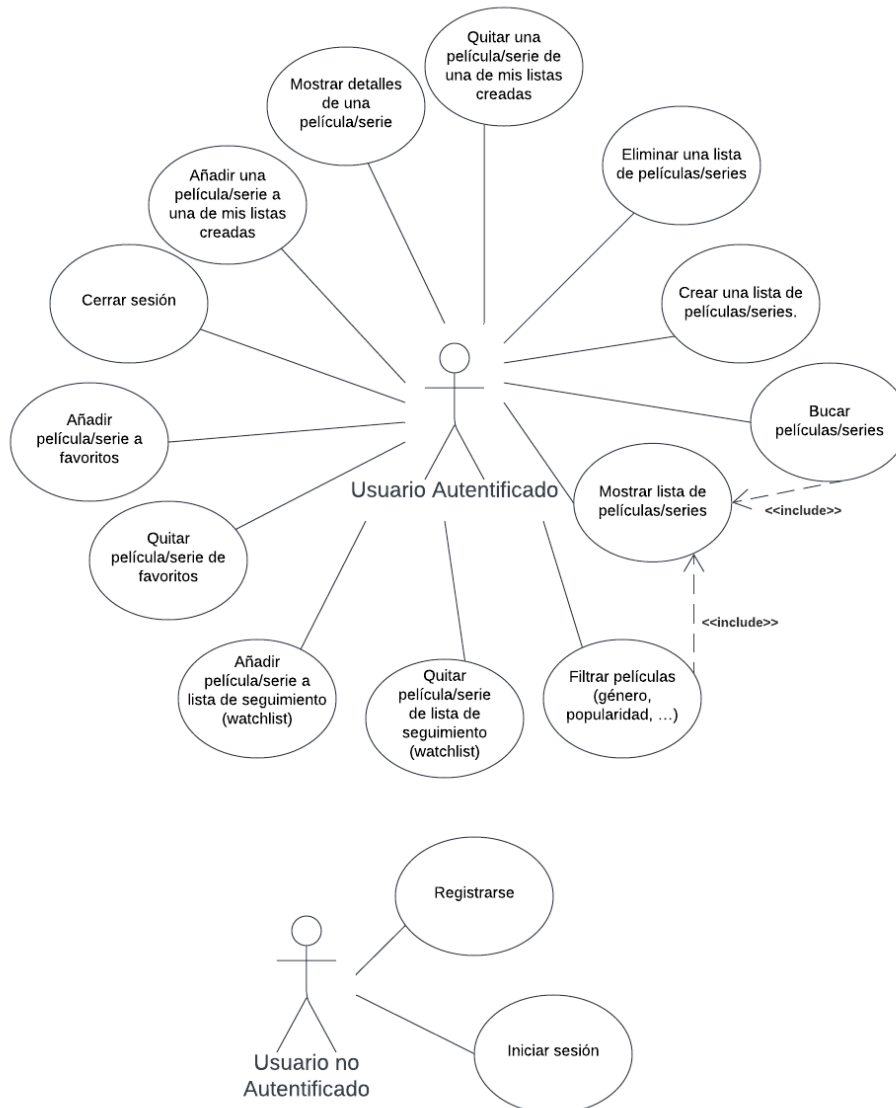 Quitar una
película/serie de
una de mis listas
creadas
Mostrar detalles
de una
película/serie
Eliminar una lista
de películas/series
Añadir una
película/serie a
una de mis listas
creadas
Cerrar sesión
Crear una lista de
películas/series.
Añadir
película/serie a
favoritos
Bucar
películas/series
Usuario Autentificado
Mostrar lista de
películas/series
<<include>>
Quitar
película/serie de
favoritos
<<include>>
Añadir
película/serie a
lista de seguimiento
(watchlist)
Quitar
película/serie
de lista de
seguimiento
(watchlist)
Filtrar películas
(género,
popularidad, …)
Registrarse
Usuario no
Autentificado
Iniciar sesión